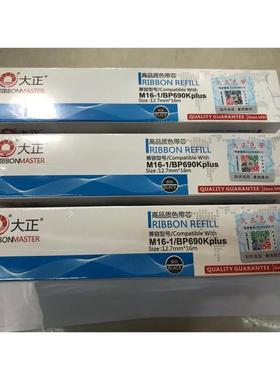 大正
RIBBONMASTER
高品质色带芯
RIBBON REFILL
兼容型号/Compatible With
M16-1/BP690Kplus
Size:12.7mm*16m
QUALITY GUARANTEE
大正
RIBBONMASTER
高品质色带芯
RIBBON REFILL
兼容型号/Compatible With
M16-1/BP690Kplus
Size:12.7mm*16m
BLACK
QUALITY GUARANTEE
大正
BONMASTER
高品质色带芯
RIBBON REFILL
兼容型号/Compatible With
M16-1/BP690Kplus
Size:12.7mm*16m
BLACK
QUALITY GUARANTEE